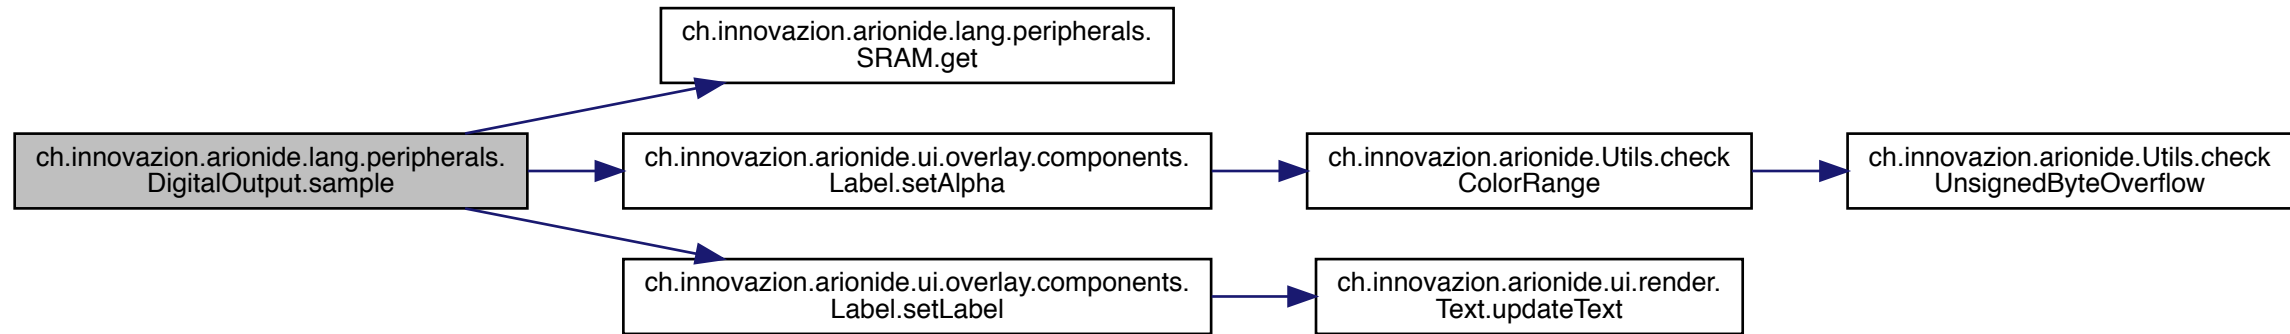 ch.innovazion.arionide.lang.peripherals.
SRAM.get
ch.innovazion.arionide.lang.peripherals.
DigitalOutput.sample
ch.innovazion.arionide.ui.overlay.components.
Label.setAlpha
ch.innovazion.arionide.Utils.check
ColorRange
ch.innovazion.arionide.Utils.check
UnsignedByteOverflow
ch.innovazion.arionide.ui.overlay.components.
Label.setLabel
ch.innovazion.arionide.ui.render.
Text.updateText